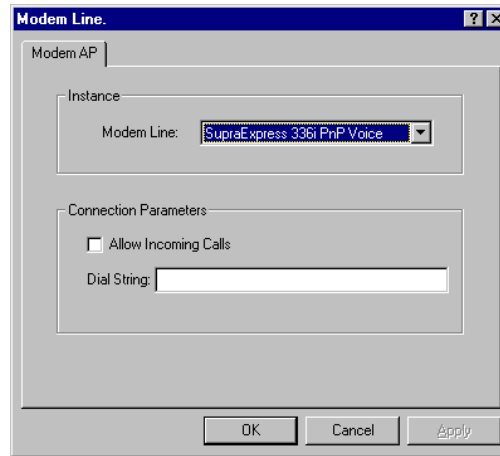 Modem Line.
Modem AP
Instance
Modem Line: SupraExpress 336i PnP Voice
Connection Parameters
Allow Incoming Calls
Dial String:
OK Cancel Apply